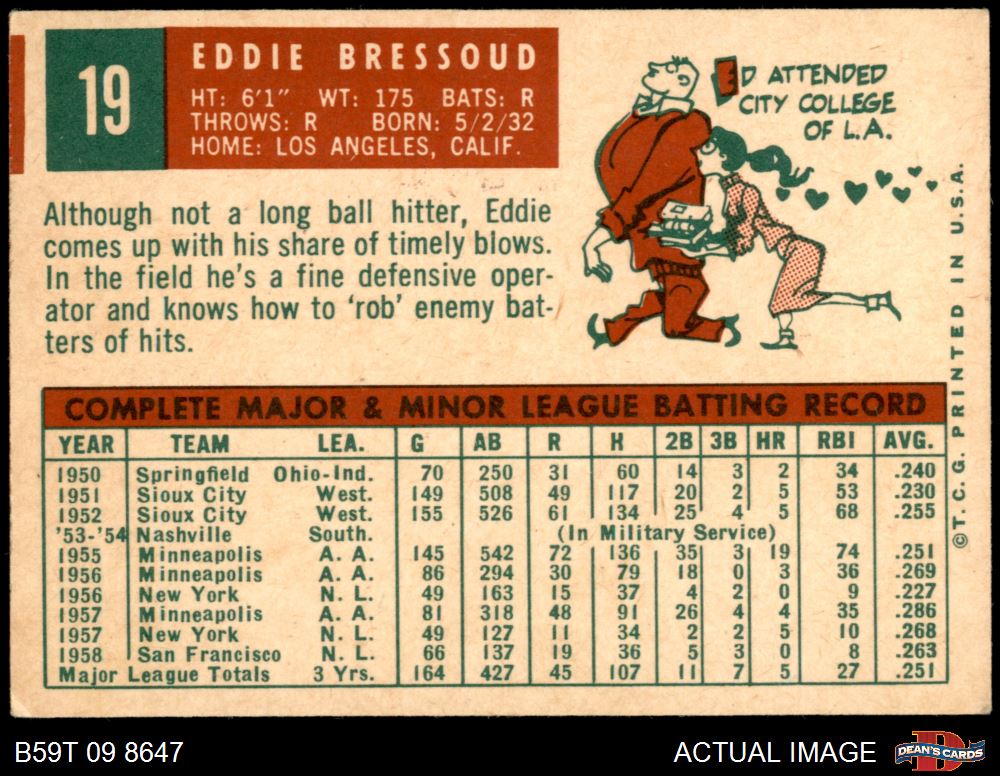 19
EDDIE BRESSOUD
HT: 6'1" WT: 175 BATS: R
THROWS: R BORN: 5/2/32
HOME: LOS ANGELES, CALIF.
ED ATTENDED
CITY COLLEGE
OF L.A.
Although not a long ball hitter, Eddie
comes up with his share of timely blows.
In the field he's a fine defensive oper-
ator and knows how to 'rob' enemy bat-
ters of hits.
COMPLETE MAJOR & MINOR LEAGUE BATTING RECORD
YEAR TEAM LEA. G AB R H 2B 3B HR RBI AVG.
1950 Springfield Ohio-Ind. 70 250 31 60 14 3 2 34 .240
1951 Sioux City West. 149 508 49 117 20 2 5 53 .230
1952 Sioux City West. 155 526 61 134 25 4 5 68 .255
'53-'54 Nashville South. (In Military Service)
1955 Minneapolis A. A. 145 542 72 136 35 3 19 74 .251
1956 Minneapolis A. A. 86 294 30 79 18 0 3 36 .269
1956 New York N. L. 49 163 15 37 4 2 0 9 .227
1957 Minneapolis A. A. 81 318 48 91 26 4 4 35 .286
1957 New York N. L. 49 127 11 34 2 2 5 10 .268
1958 San Francisco N. L. 66 137 19 36 5 3 0 8 .263
Major League Totals 3 Yrs. 164 427 45 107 11 7 5 27 .251
©T.C.G. PRINTED IN U.S.A.
B59T 09 8647
ACTUAL IMAGE
DEAN'S CARDS